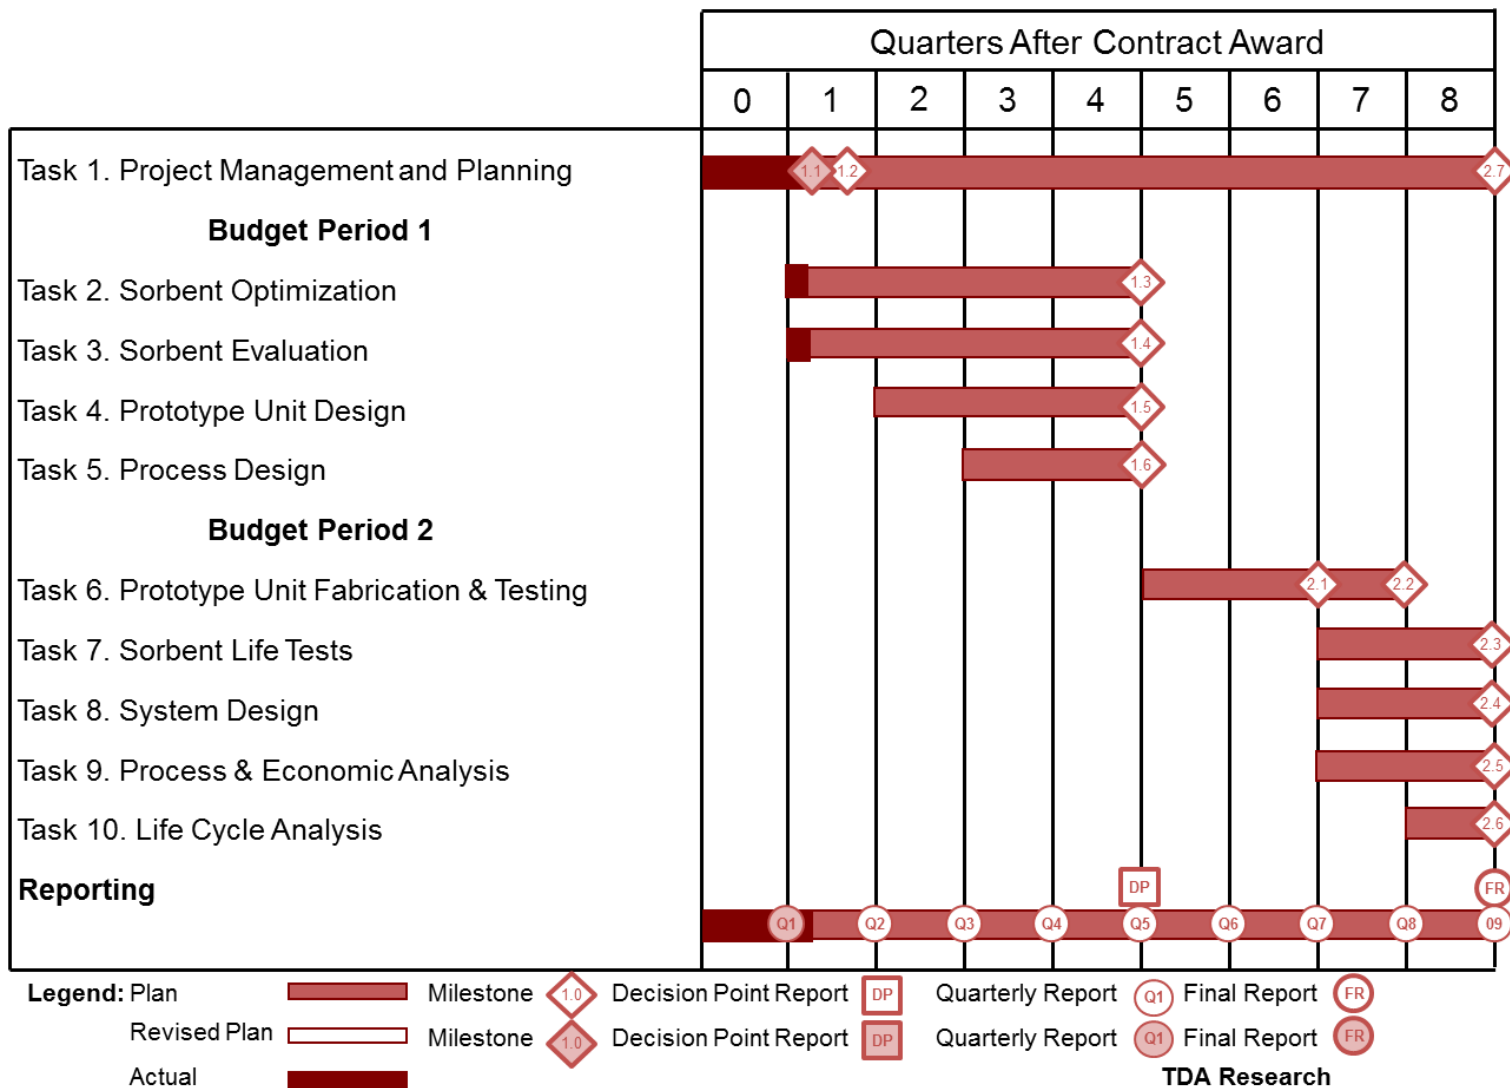 Quarters After Contract Award
0 1 2 3 4 5 6 7 8
Task 1. Project Management and Planning 1.1 1.2 2.7
Budget Period 1
Task 2. Sorbent Optimization 1.3
Task 3. Sorbent Evaluation 1.4
Task 4. Prototype Unit Design 1.5
Task 5. Process Design 1.6
Budget Period 2
Task 6. Prototype Unit Fabrication & Testing 2.1 2.2
Task 7. Sorbent Life Tests 2.3
Task 8. System Design 2.4
Task 9. Process & Economic Analysis 2.5
Task 10. Life Cycle Analysis 2.6
Reporting DP FR
Q1 Q2 Q3 Q4 Q5 Q6 Q7 Q8 09
Legend: Plan Milestone 1.0 Decision Point Report DP Quarterly Report Q1 Final Report FR
Revised Plan Milestone 1.0 Decision Point Report DP Quarterly Report Q1 Final Report FR
Actual TDA Research